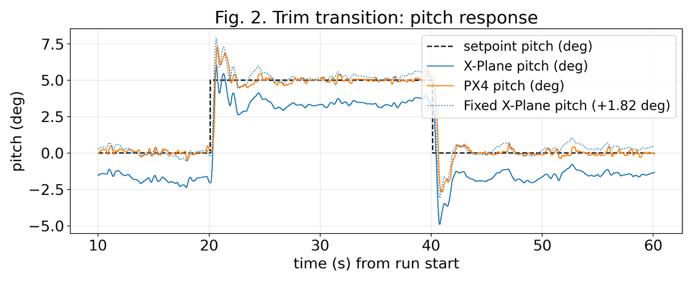 Fig. 2. Trim transition: pitch response
setpoint pitch (deg)
X-Plane pitch (deg)
PX4 pitch (deg)
Fixed X-Plane pitch (+1.82 deg)
pitch (deg)
7.5
5.0
2.5
0.0
−2.5
−5.0
10
20
30
40
50
60
time (s) from run start